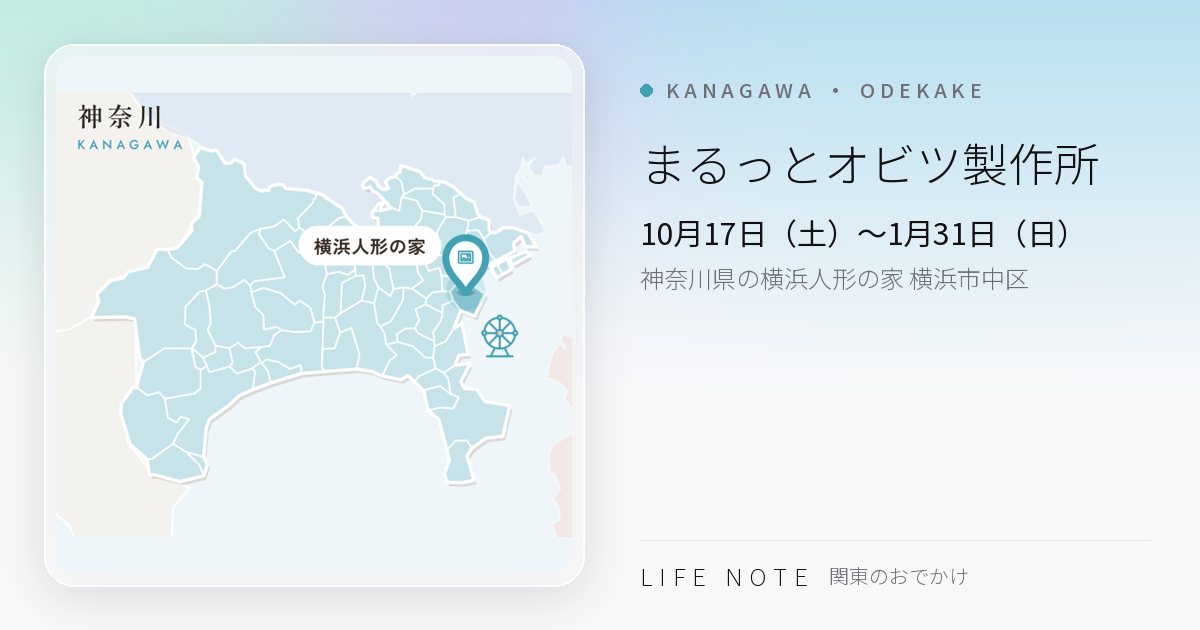 神奈川
KANAGAWA
横浜人形の家
KANAGAWA • ODEKAKE
まるっとオビツ製作所
10月17日（土）〜1月31日（日）
神奈川県の横浜人形の家 横浜市中区
LIFE NOTE 関東のおでかけ